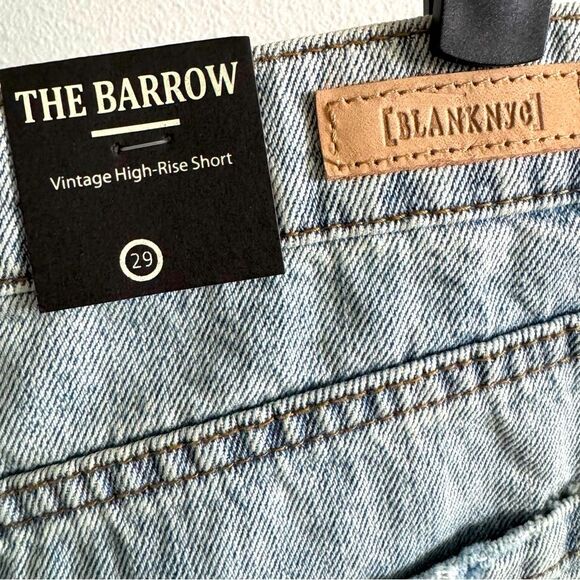 THE BARROW
Vintage High-Rise Short
29
[BLANKNYC]